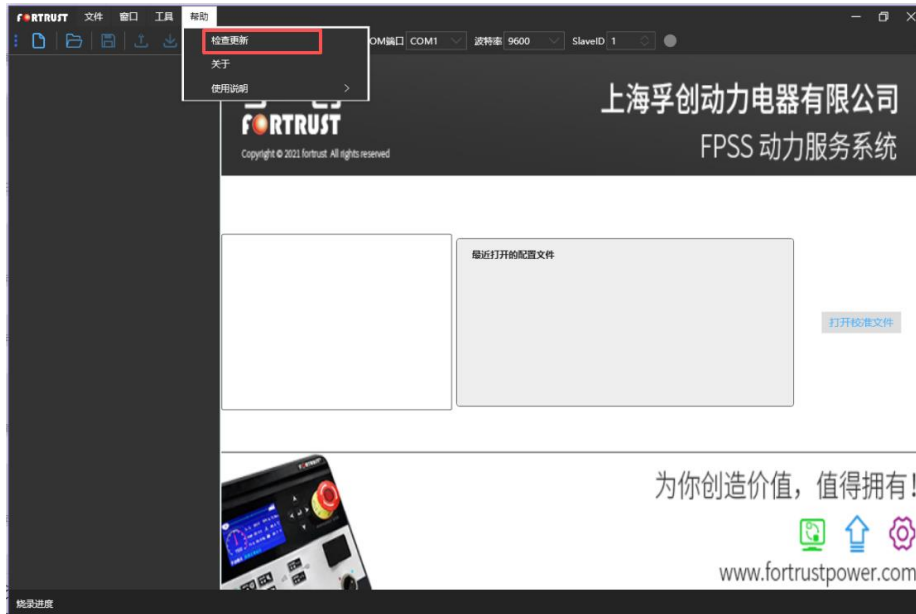 FORTRUST 文件 窗口 工具 帮助
OM端口 COM1 波特率 9600 SlaveID 1
检查更新
关于
使用说明
FORTRUST
Copyright © 2021 fortrust All rights reserved
上海孚创动力电器有限公司
FPSS 动力服务系统
最近打开的配置文件
打开校准文件
为你创造价值，值得拥有！
www.fortrustpower.com
烧录进度